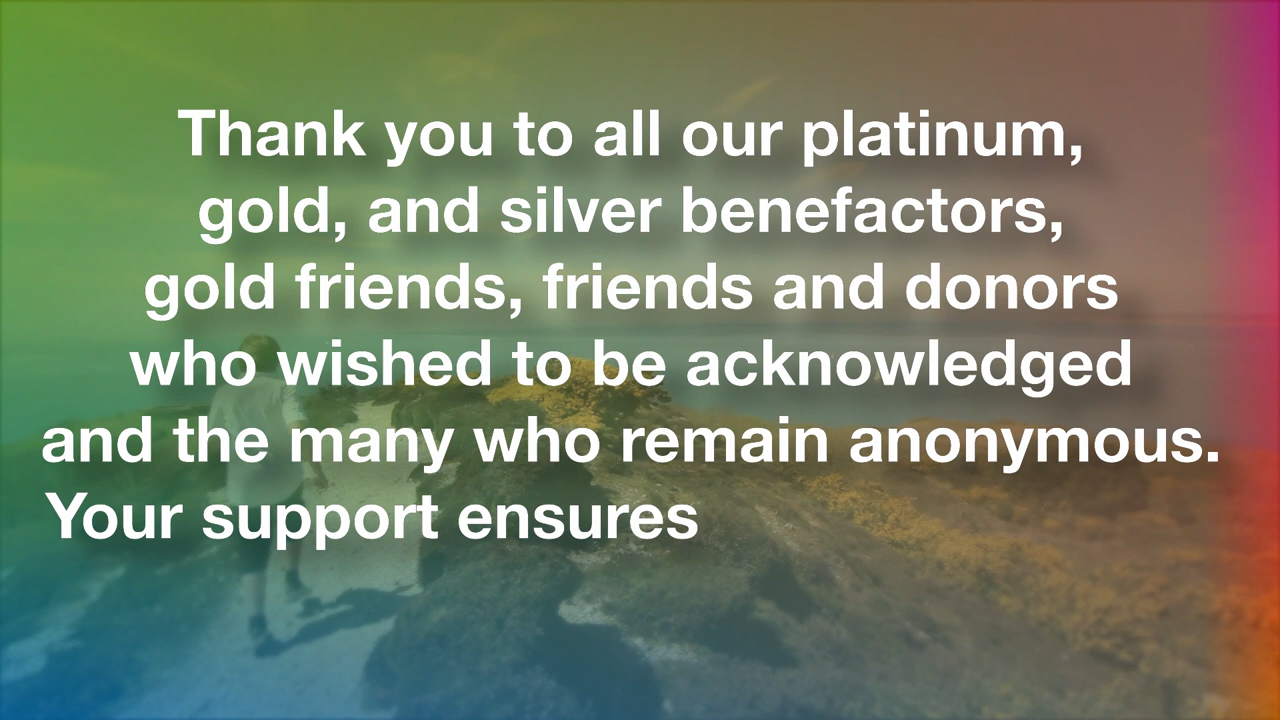 Thank you to all our platinum,
gold, and silver benefactors,
gold friends, friends and donors
who wished to be acknowledged
and the many who remain anonymous.
Your support ensures